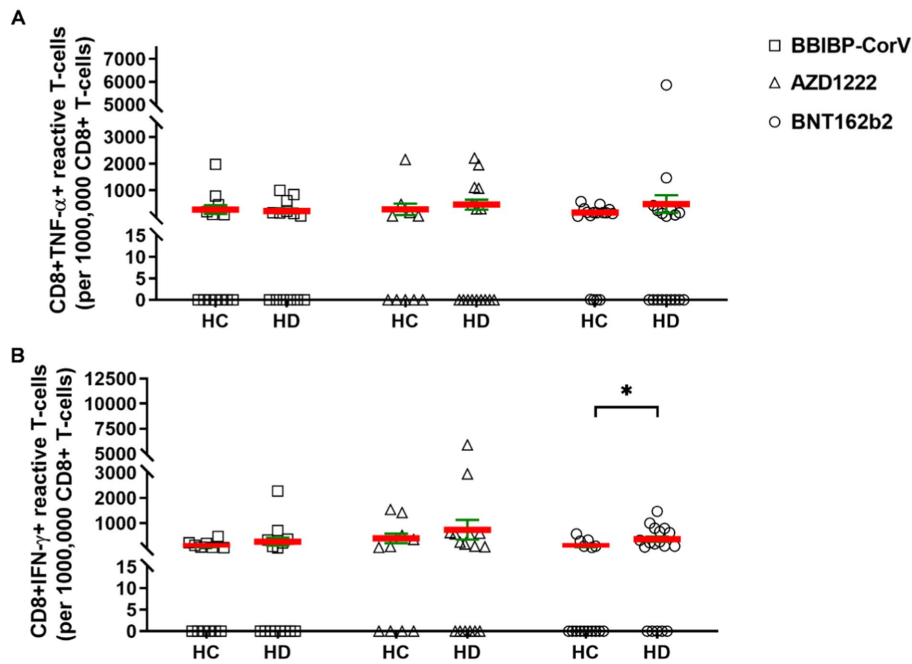 A
CD8+TNF-α+ reactive T-cells
(per 1000,000 CD8+ T-cells)
7000
6000
5000
3000
2000
1000
15
10
5
0
HC HD HC HD HC HD
BBIBP-CorV
AZD1222
BNT162b2
B
CD8+IFN-γ+ reactive T-cells
(per 1000,000 CD8+ T-cells)
12500
10000
7500
5000
3000
2000
1000
15
10
5
0
*
HC HD HC HD HC HD